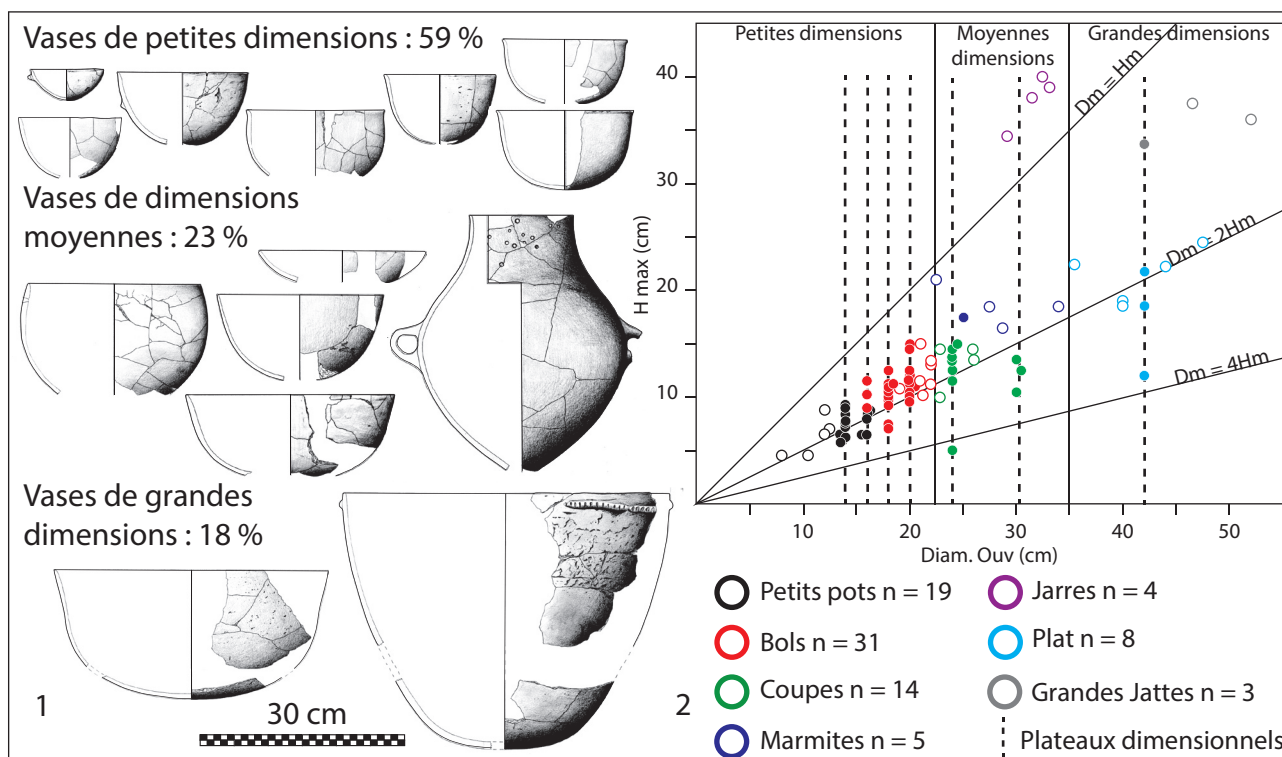 Vases de petites dimensions : 59 %
Vases de dimensions
moyennes : 23 %
Vases de grandes
dimensions : 18 %
30 cm
1
Petites dimensions
Moyennes
dimensions
Grandes dimensions
Dm = Hm
Dm = 2Hm
Dm = 4Hm
H max (cm)
40
30
20
10
10
20
30
40
50
Diam. Ouv (cm)
2
Petits pots n = 19
Bols n = 31
Coupes n = 14
Marmites n = 5
Jarres n = 4
Plat n = 8
Grandes Jattes n = 3
Plateaux dimensionnels